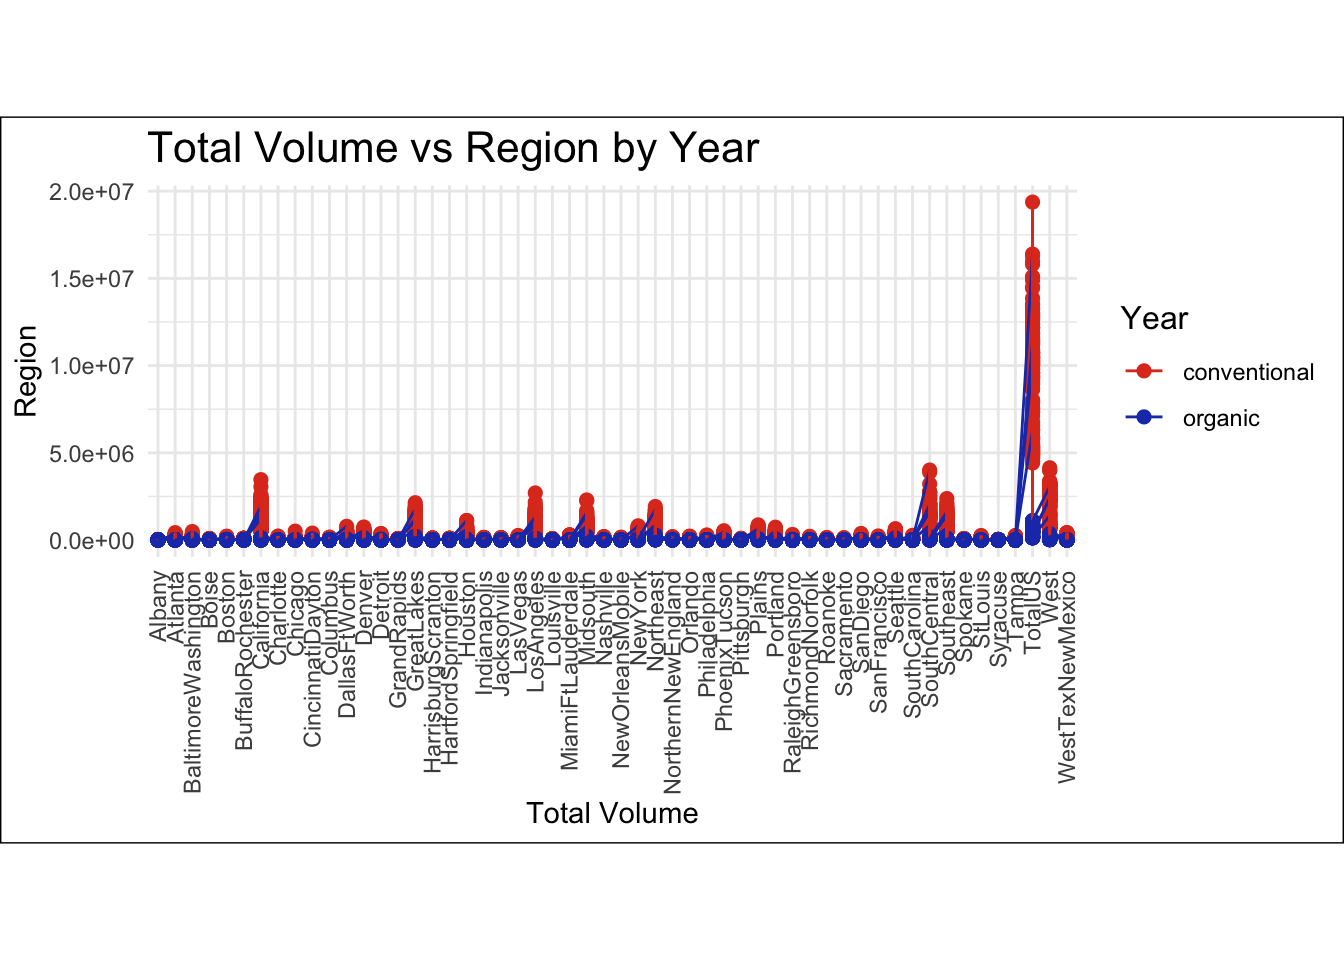 Total Volume vs Region by Year
2.0e+07
1.5e+07
1.0e+07
5.0e+06
0.0e+00
Region
Albany
Atlanta
BaltimoreWashington
Boise
Boston
BuffaloRochester
California
Charlotte
Chicago
CincinnatiDayton
Columbus
DallasFtWorth
Denver
Detroit
GrandRapids
GreatLakes
HarrisburgScranton
HartfordSpringfield
Houston
Indianapolis
Jacksonville
LasVegas
LosAngeles
Louisville
MiamiFtLauderdale
Midsouth
Nashville
NewOrleansMobile
NewYork
Northeast
NorthernNewEngland
Orlando
Philadelphia
PhoenixTucson
Pittsburgh
Plains
Portland
RaleighGreensboro
RichmondNorfolk
Roanoke
Sacramento
SanDiego
SanFrancisco
Seattle
SouthCarolina
SouthCentral
Southeast
Spokane
StLouis
Syracuse
Tampa
TotalUS
West
WestTexNewMexico
Total Volume
Year
conventional
organic